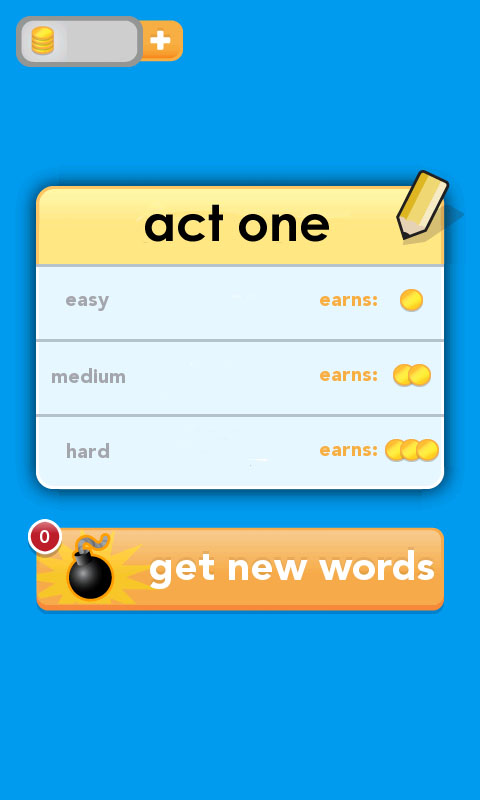 act one
easy earns:
medium earns:
hard earns:
0
get new words